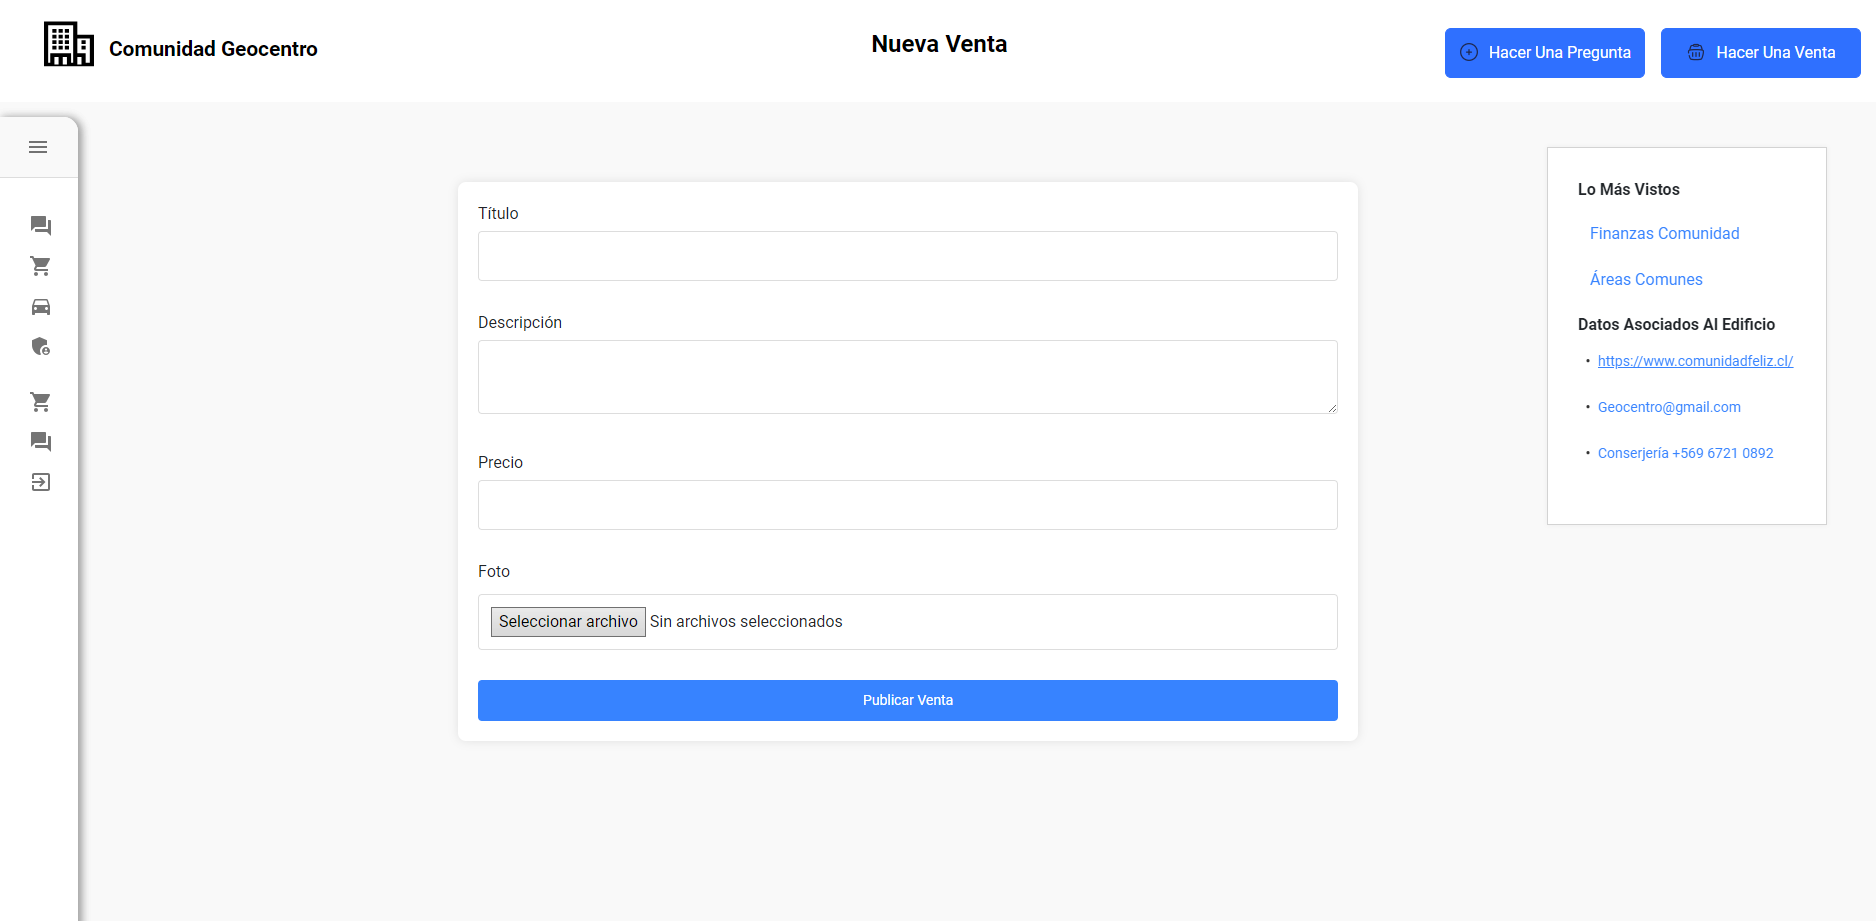 Comunidad Geocentro
Nueva Venta
Hacer Una Pregunta
Hacer Una Venta
Título
Descripción
Precio
Foto
Seleccionar archivo Sin archivos seleccionados
Publicar Venta
Lo Más Vistos
Finanzas Comunidad
Áreas Comunes
Datos Asociados Al Edificio
• https://www.comunidadfeliz.cl/
• Geocentro@gmail.com
• Conserjería +569 6721 0892